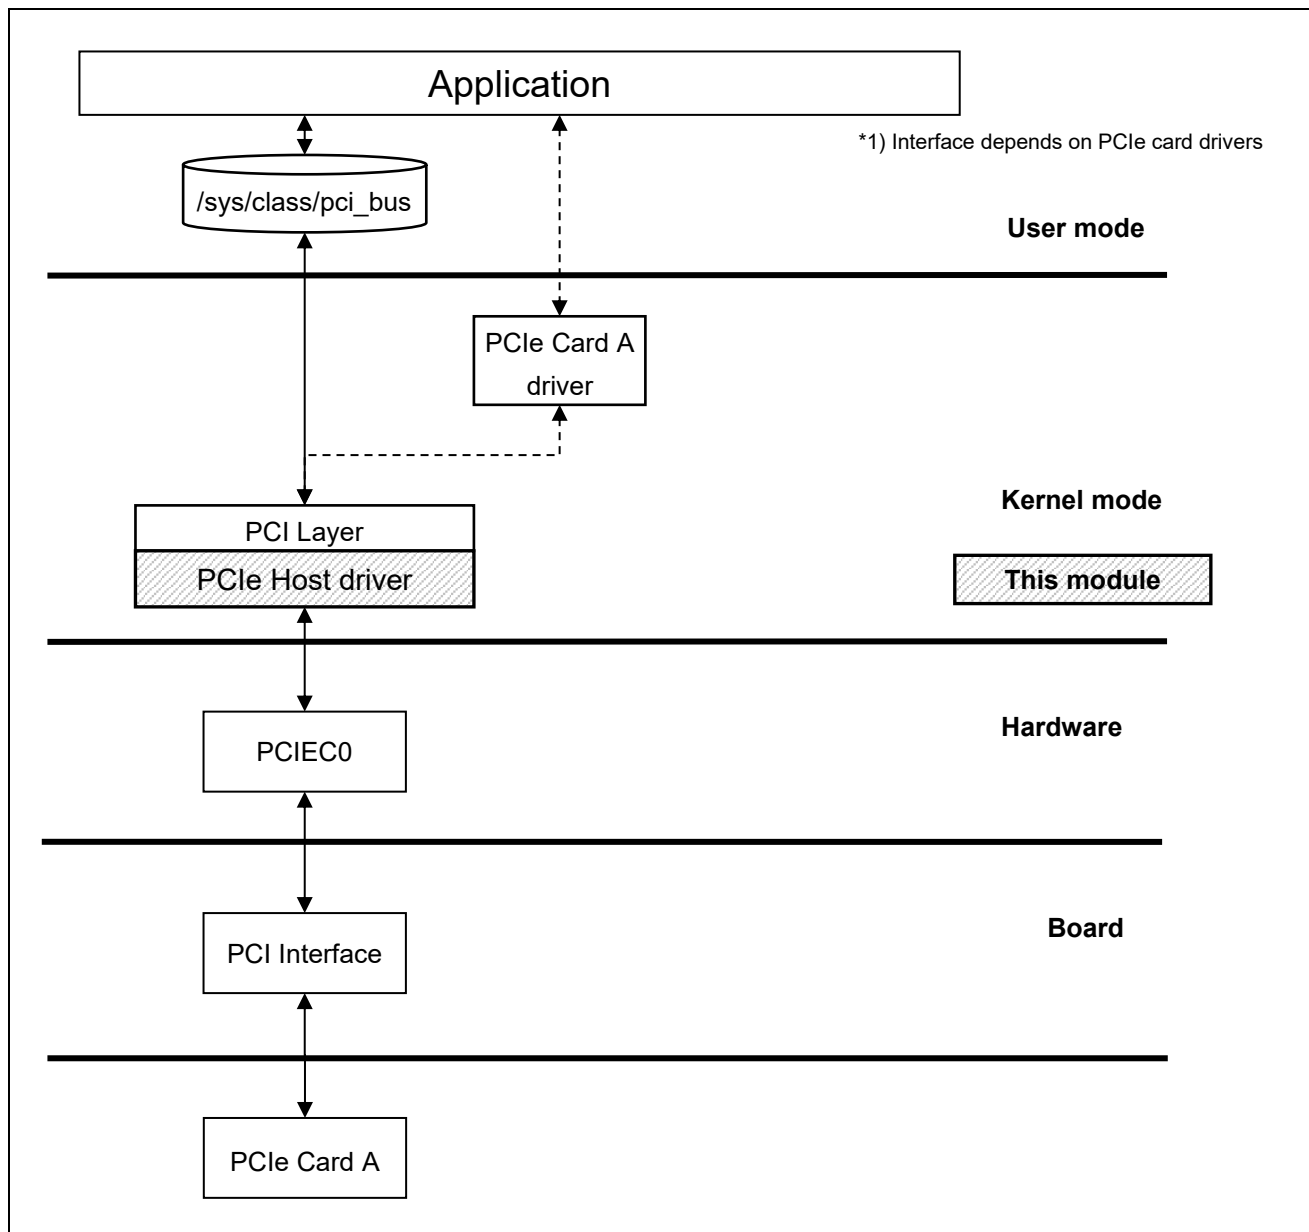 Application
*1) Interface depends on PCIe card drivers
/sys/class/pci_bus
User mode
PCIe Card A
driver
Kernel mode
PCI Layer
PCIe Host driver
This module
Hardware
PCIEC0
Board
PCI Interface
PCIe Card A